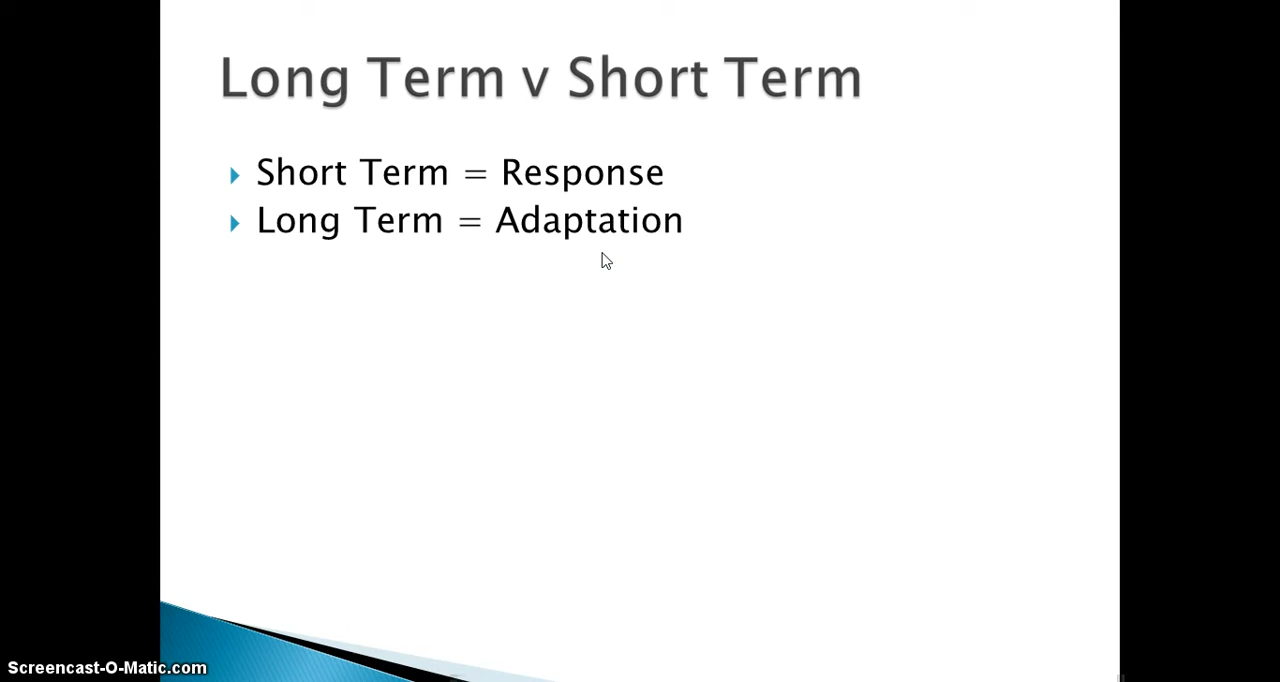 Long Term v Short Term
Short Term = Response
Long Term = Adaptation
Screencast-O-Matic.com